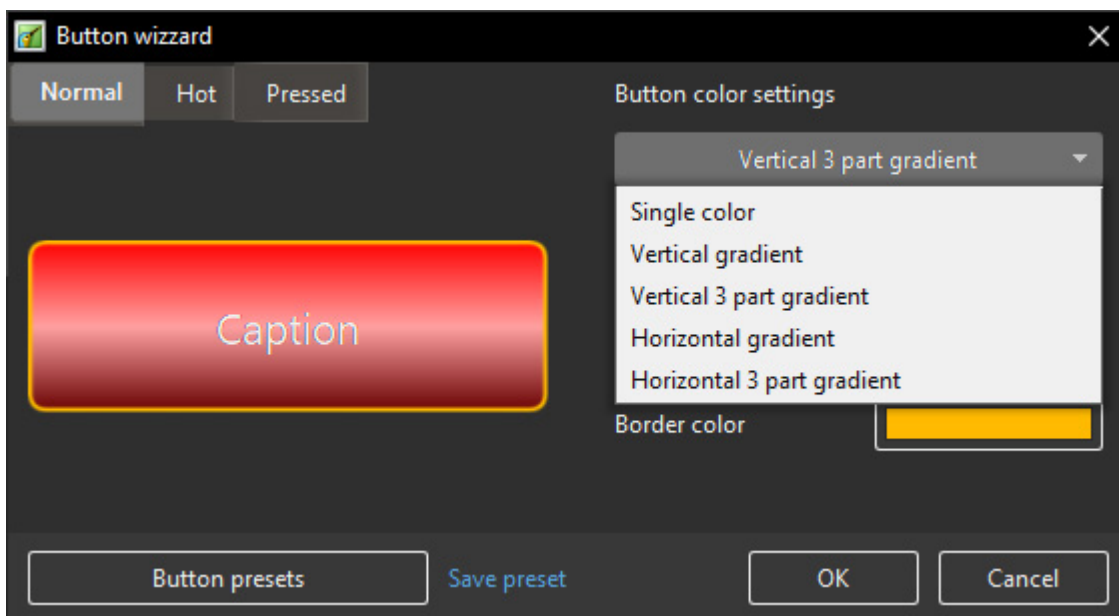 Button wizzard
Normal Hot Pressed
Button color settings
Vertical 3 part gradient
Single color
Vertical gradient
Vertical 3 part gradient
Horizontal gradient
Horizontal 3 part gradient
Caption
Border color
Button presets Save preset OK Cancel